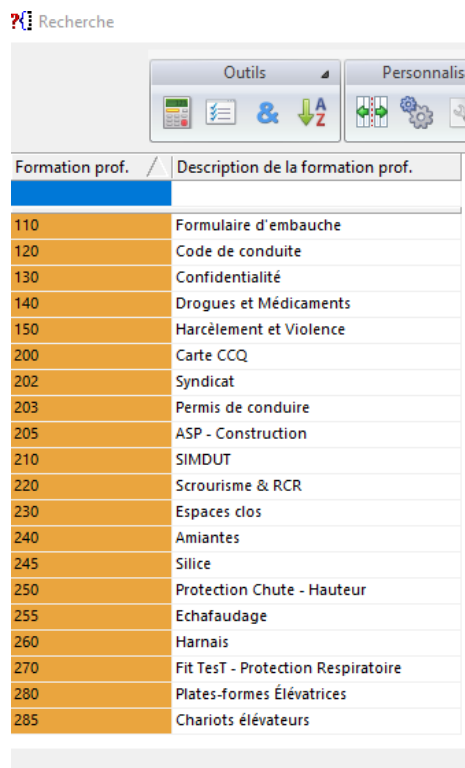 Recherche
Outils
Personnalis
Formation prof. Description de la formation prof.
110 Formulaire d'embauche
120 Code de conduite
130 Confidentialité
140 Drogues et Médicaments
150 Harcèlement et Violence
200 Carte CCQ
202 Syndicat
203 Permis de conduire
205 ASP - Construction
210 SIMDUT
220 Scrourisme & RCR
230 Espaces clos
240 Amiantes
245 Silice
250 Protection Chute - Hauteur
255 Echafaudage
260 Harnais
270 Fit TesT - Protection Respiratoire
280 Plates-formes Élévatrices
285 Chariots élévateurs